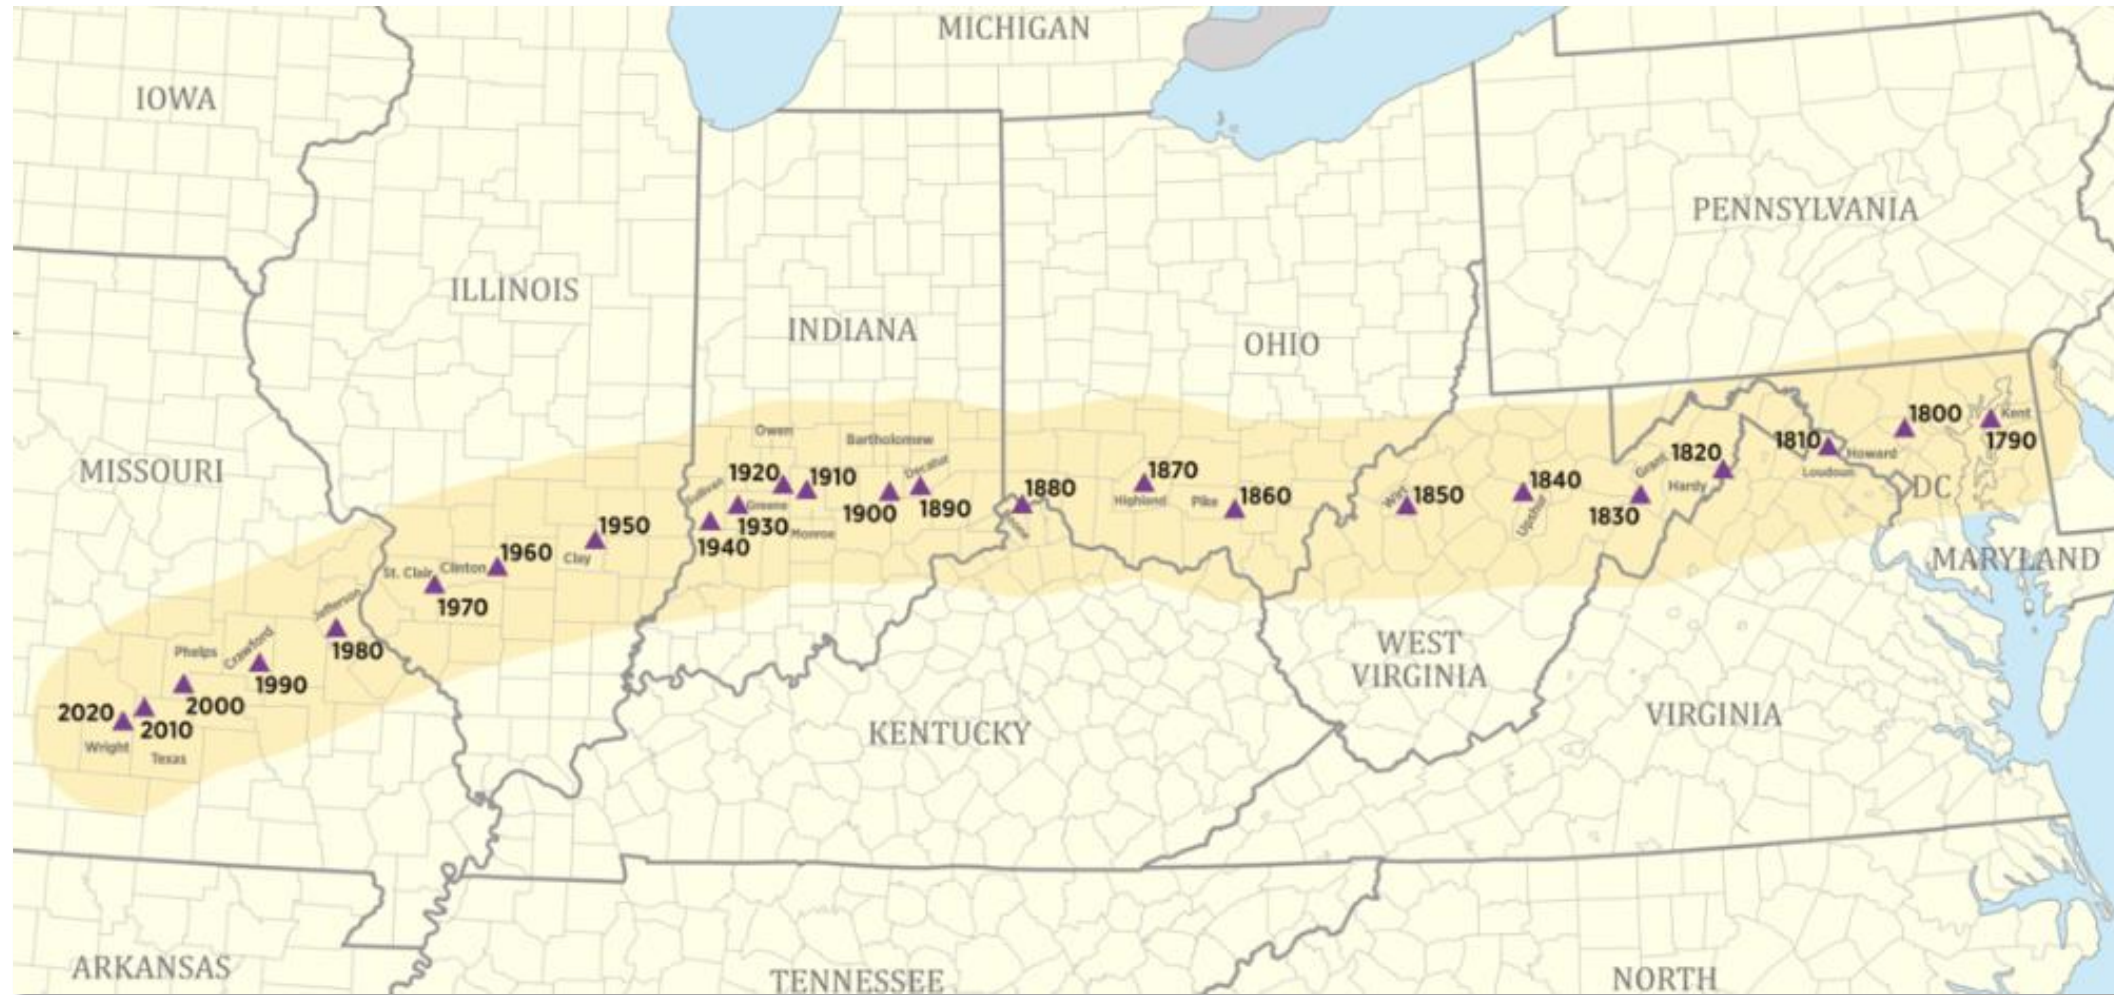 MICHIGAN
IOWA
PENNSYLVANIA
ILLINOIS
INDIANA
OHIO
MISSOURI
1800
Kent
1790
Owen
Bartholomew
1820
1810
Howard
Loudoun
DC
Grant
Hardy
1920
1910
Decatur
Sullivan
Greene
1930
1940
Monroe
1900
1890
1880
1870
Highland
Pike
1860
Wirt
1850
1840
Upshur
1830
1950
Clay
1960
Clinton
St. Clair
1970
MARYLAND
Jefferson
1980
Phelps
Crawford
1990
2000
2020
2010
Wright
Texas
WEST
VIRGINIA
KENTUCKY
VIRGINIA
ARKANSAS
TENNESSEE
NORTH